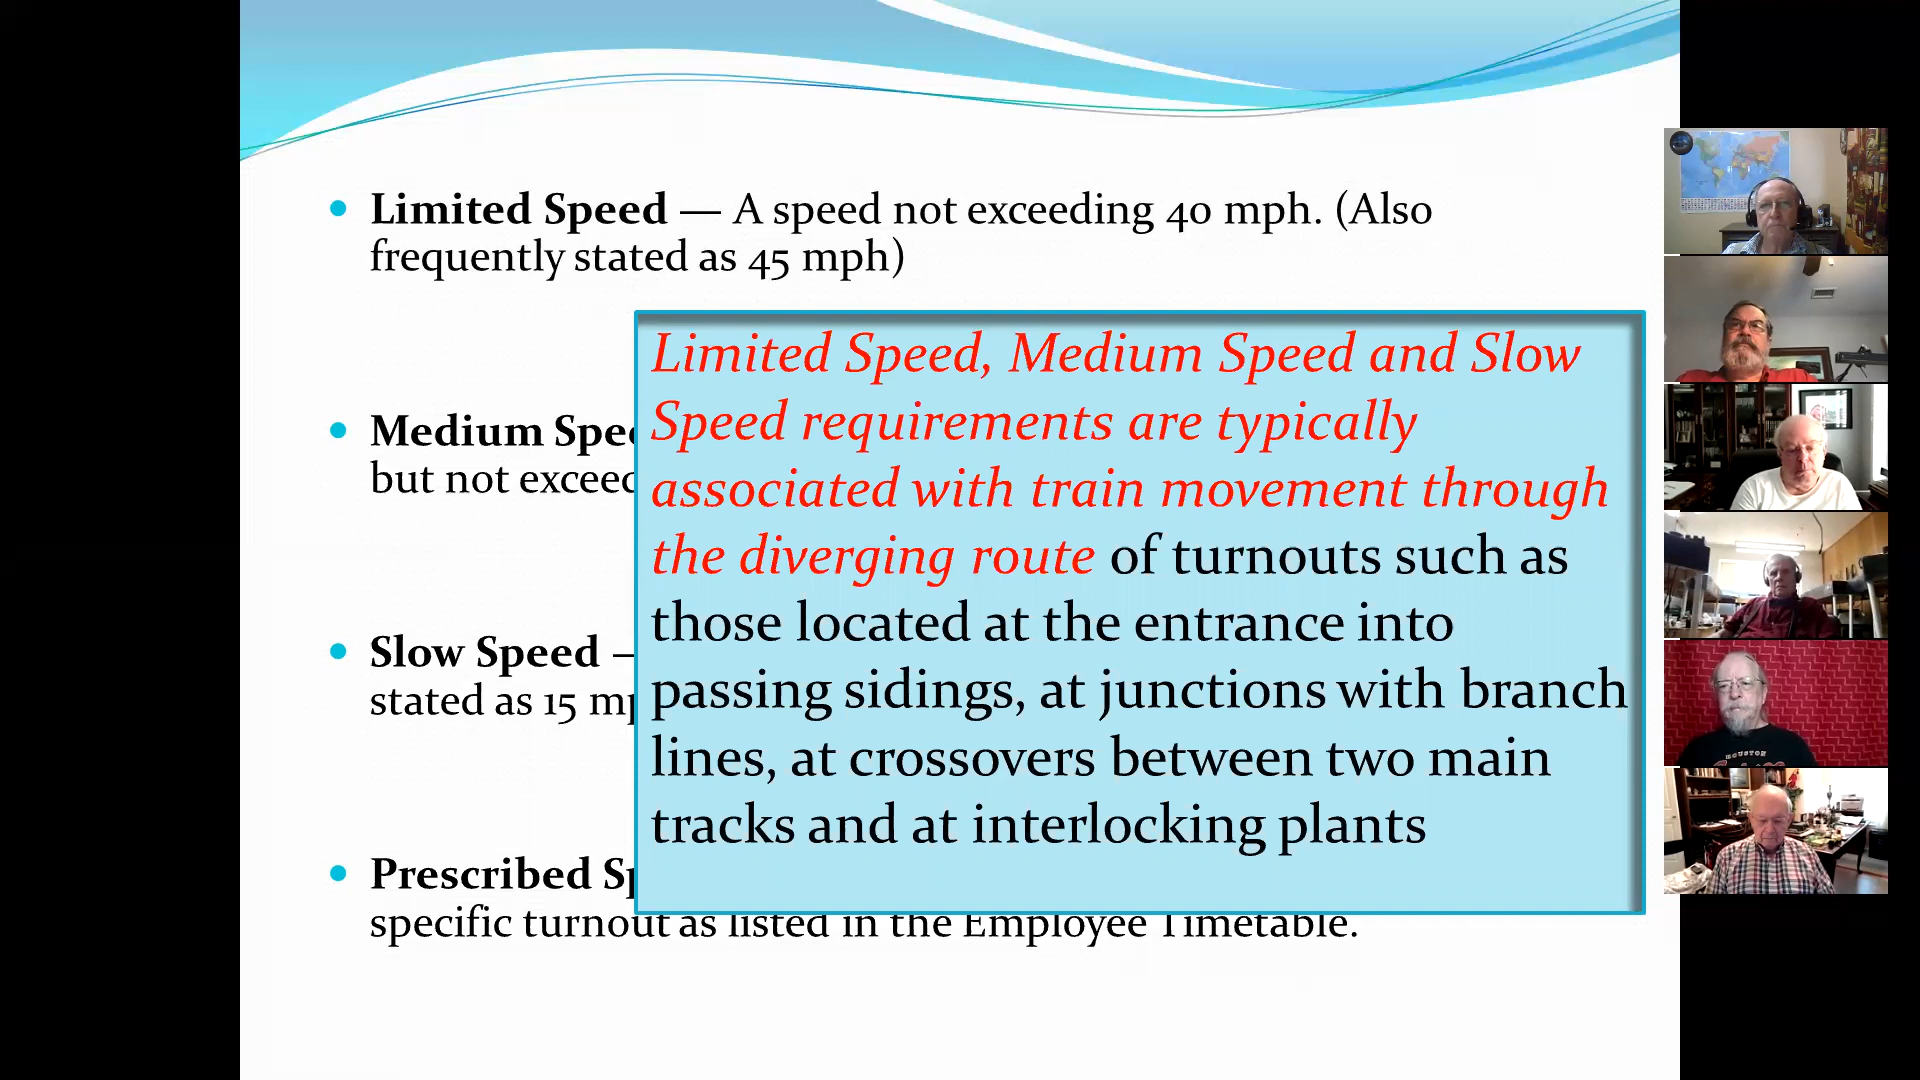 Limited Speed — A speed not exceeding 40 mph. (Also
frequently stated as 45 mph)
Medium
but not
Slow Speed —
stated as 15
Prescribed
specific turnout as listed in the Employee Timetable.
Limited Speed, Medium Speed and Slow
Speed requirements are typically
associated with train movement through
the diverging route of turnouts such as
those located at the entrance into
passing sidings, at junctions with branch
lines, at crossovers between two main
tracks and at interlocking plants
HOUSTON